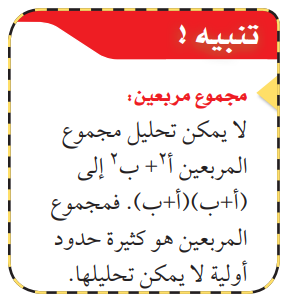 تنبيه !
مجموع مربعين:
لا يمكن تحليل مجموع
المربعين أ٢+ ب٢ إلى
(أ+ب)(أ+ب). فمجموع
المربعين هو كثيرة حدود
أولية لا يمكن تحليلها.